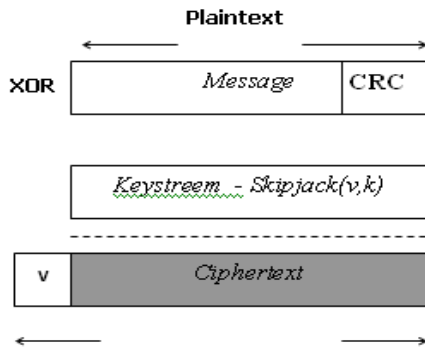 Plaintext
XOR Message CRC
Keystreem - Skipjack(v,k)
v Ciphertext